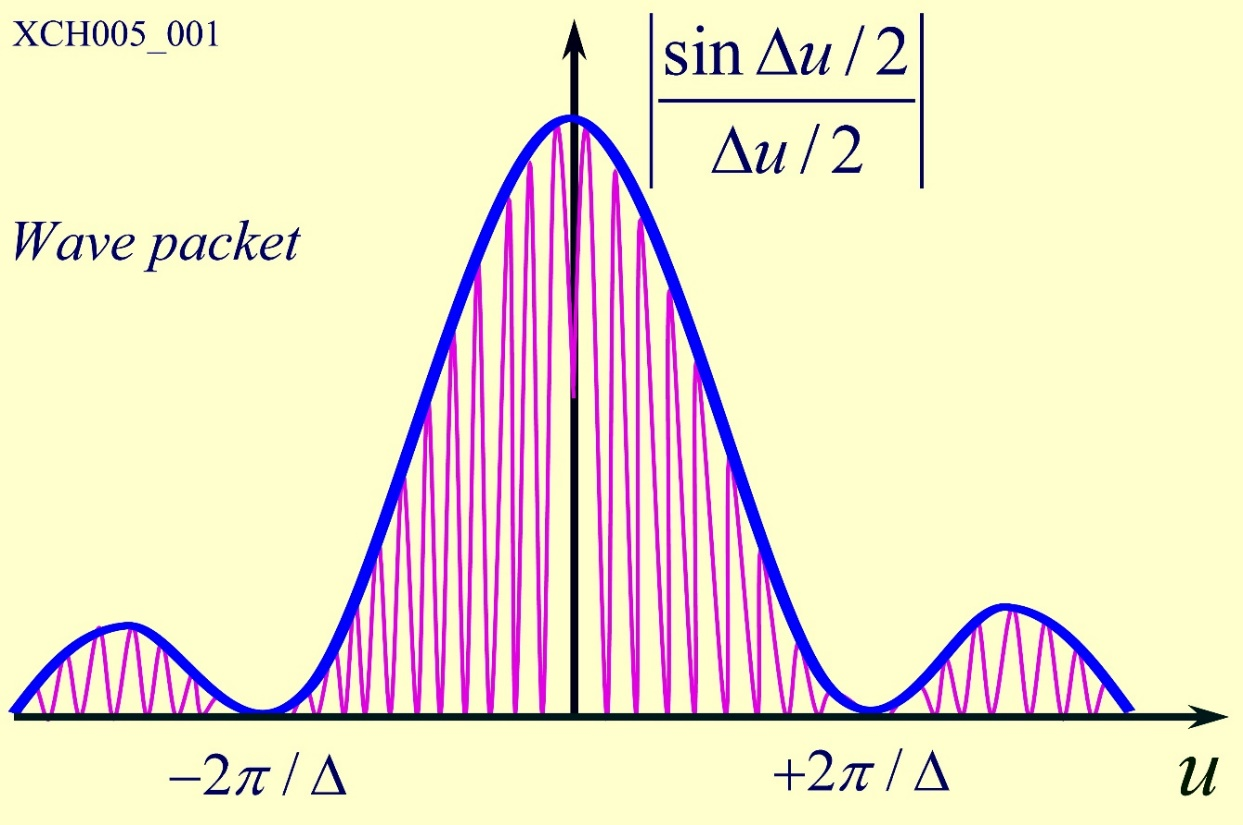 XCH005_001
|sin Δu / 2|
|Δu / 2|
Wave packet
−2π / Δ
+2π / Δ
u